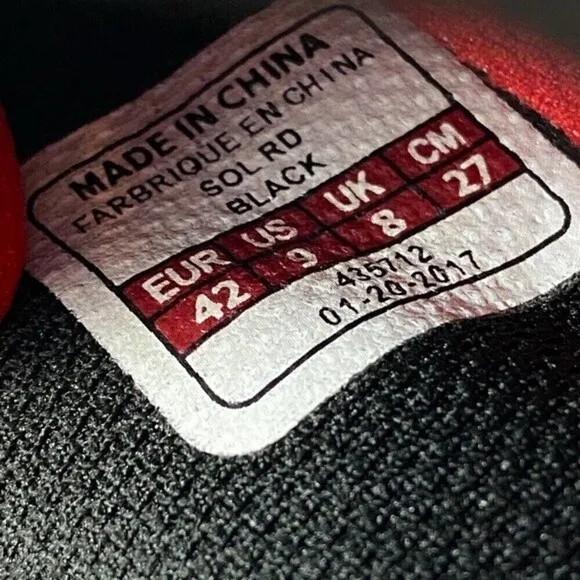 MADE IN CHINA
FARBRIQUE EN CHINA
SOL RD
BLACK
EUR US UK CM
42 9 8 27
435712
01-20-2017